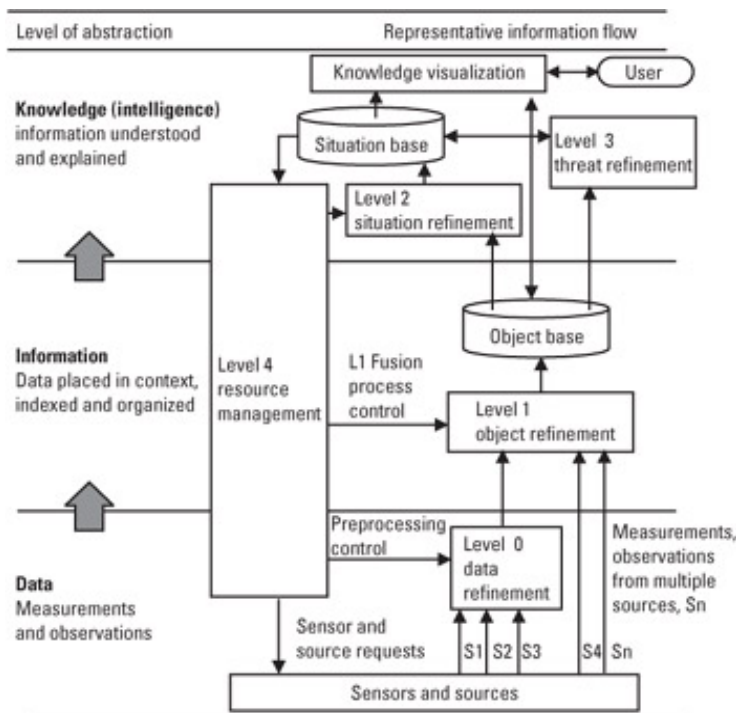 Level of abstraction
Representative information flow
Knowledge visualization
User
Knowledge (intelligence)
information understood
and explained
Situation base
Level 3
threat refinement
Level 2
situation refinement
Object base
Information
Data placed in context,
indexed and organized
Level 4
resource
management
L1 Fusion
process
control
Level 1
object refinement
Preprocessing
control
Level 0
data
refinement
Measurements,
observations
from multiple
sources, Sn
Data
Measurements
and observations
Sensor and
source requests
S1 S2 S3 S4 Sn
Sensors and sources